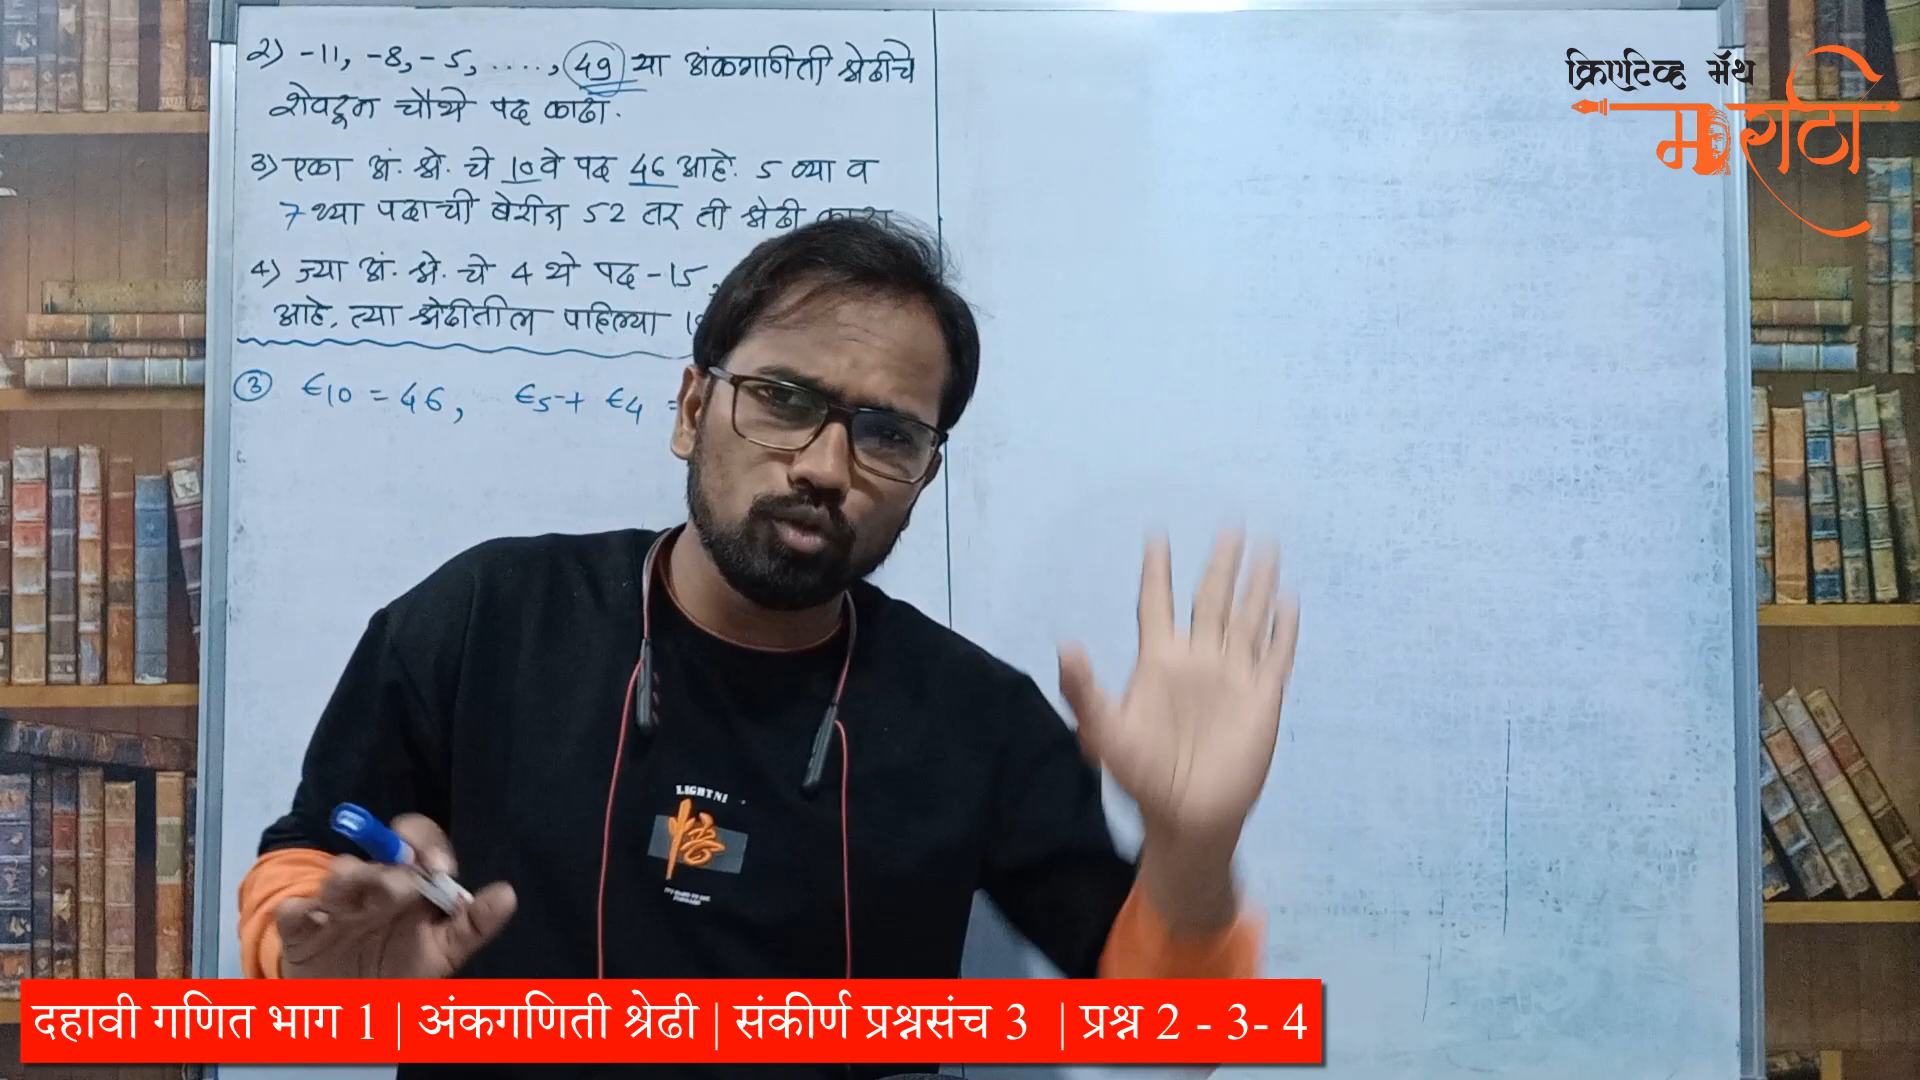 2) -11, -8, -5, ...., 49 या अंकगणिती श्रेढीचे
शेवटून चौथे पद काढा.
3) एका अं. श्रे. चे 10 वे पद 46 आहे. 5 व्या व
7 व्या पदाची बेरीज 52 तर ती श्रेढी
4) ज्या अं. श्रे. चे 4 थे पद -15,
आहे, त्या श्रेढीतील पहिल्या
③ t10 = 46, t5 + t4 =
क्रिएटिव्ह मॅथ
मराठी
LIGHTNI
दहावी गणित भाग 1 | अंकगणिती श्रेढी | संकीर्ण प्रश्नसंच 3 | प्रश्न 2 - 3- 4